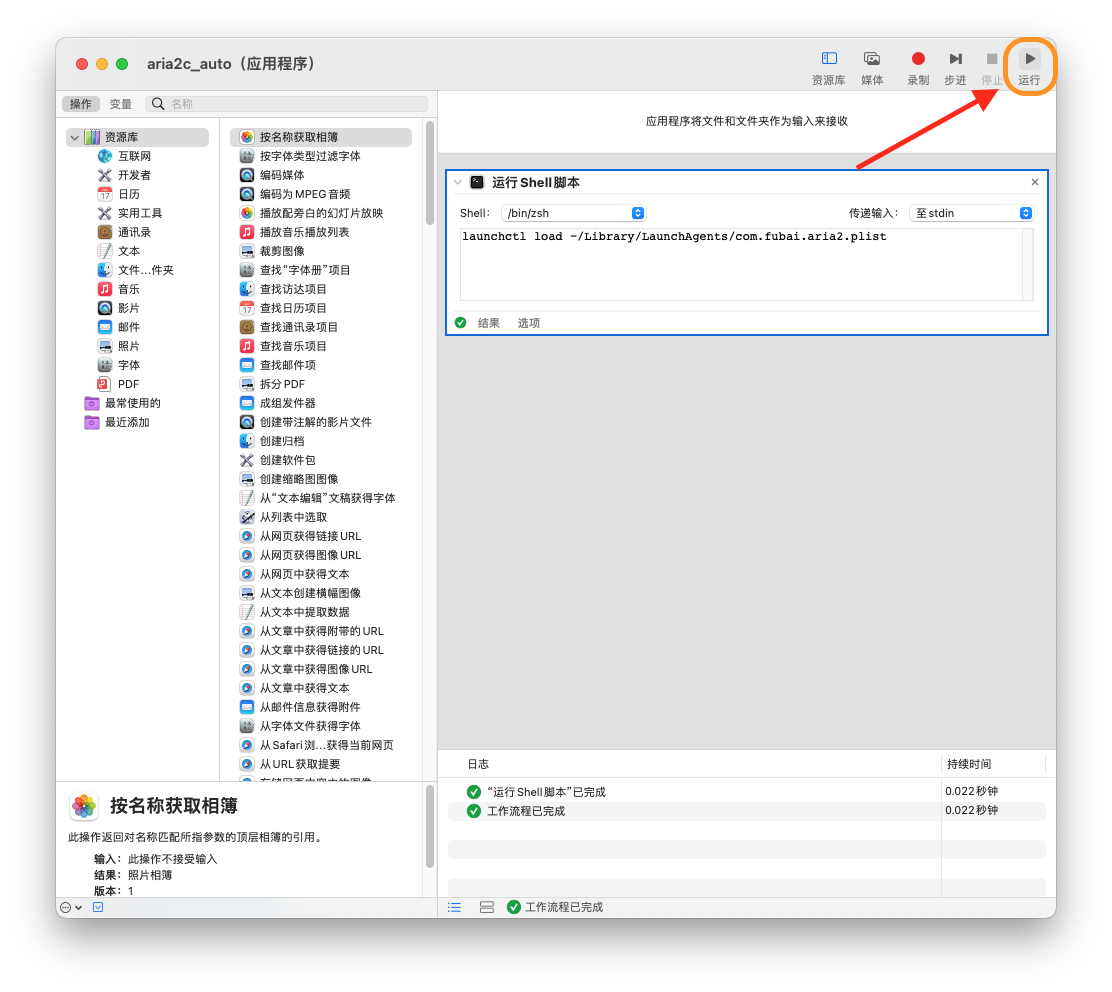 aria2c_auto（应用程序）
资源库
媒体
录制
步进
停止
运行
操作
变量
名称
资源库
互联网
开发者
日历
实用工具
通讯录
文本
文件…件夹
音乐
影片
邮件
照片
字体
PDF
最常使用的
最近添加
按名称获取相簿
按字体类型过滤字体
编码媒体
编码为 MPEG 音频
播放配旁白的幻灯片放映
播放音乐播放列表
裁剪图像
查找“字体册”项目
查找访达项目
查找日历项目
查找通讯录项目
查找音乐项目
查找邮件项
拆分 PDF
成组发件器
创建带注解的影片文件
创建归档
创建软件包
创建缩略图图像
从“文本编辑”文稿获得字体
从列表中选取
从网页获得链接 URL
从网页获得图像 URL
从网页中获得文本
从文本创建横幅图像
从文本中提取数据
从文章中获得附带的 URL
从文章中获得链接的 URL
从文章中获得图像 URL
从文章中获得文本
从邮件信息获得附件
从字体文件获得字体
从 Safari 浏…获得当前网页
从 URL 获取提要
按名称获取相簿
此操作返回对名称匹配所指参数的顶层相簿的引用。
输入：此操作不接受输入
结果：照片相簿
版本：1
应用程序将文件和文件夹作为输入来接收
运行 Shell 脚本
Shell： /bin/zsh
传递输入： 至 stdin
launchctl load ~/Library/LaunchAgents/com.fubai.aria2.plist
结果
选项
日志
持续时间
“运行 Shell 脚本”已完成
0.022 秒钟
工作流程已完成
0.022 秒钟
工作流程已完成